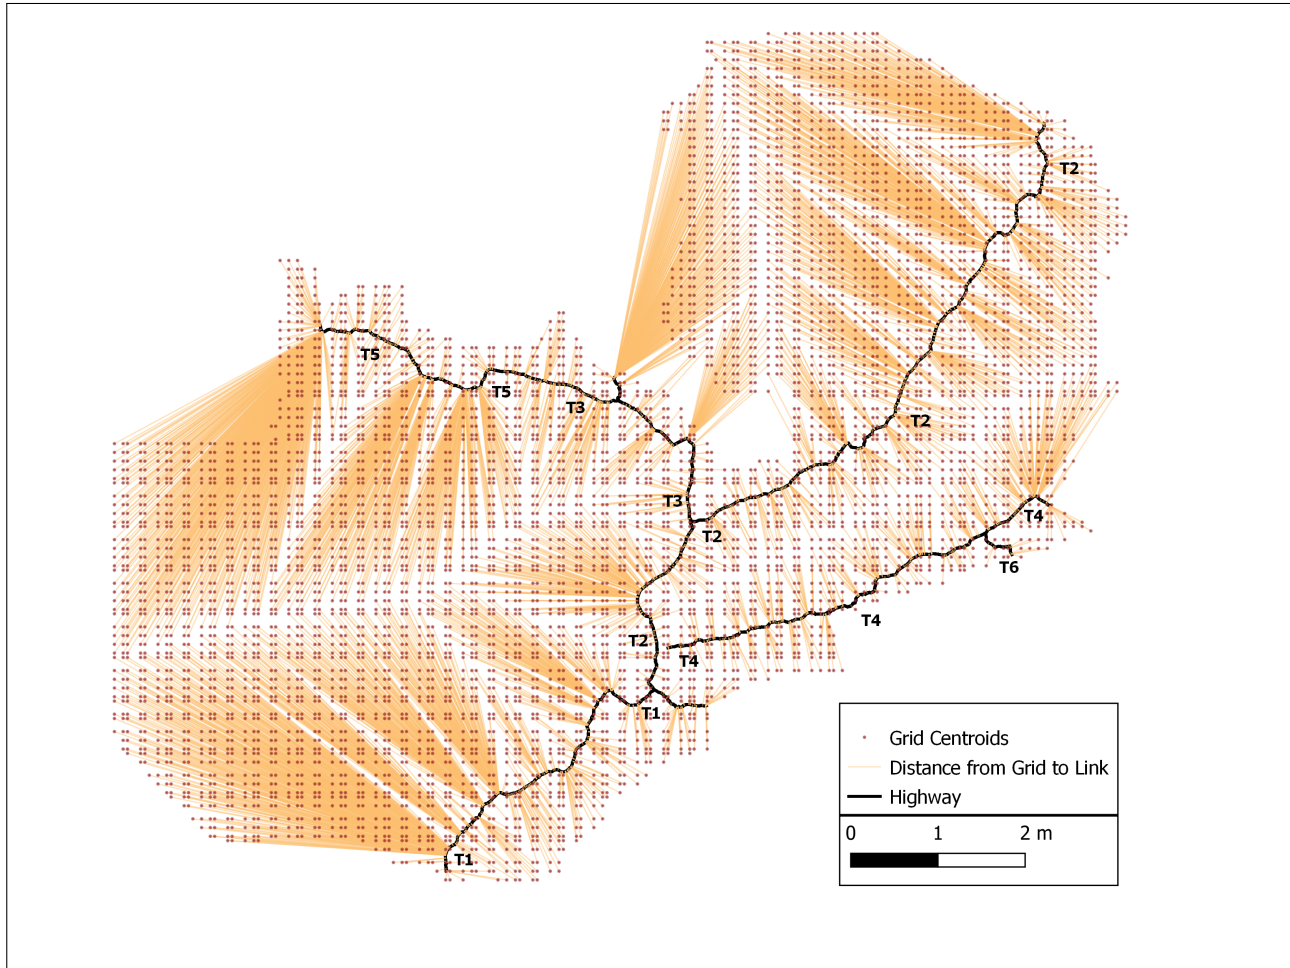 T2
T5
T5
T3
T2
T3
T2
T4
T6
T4
T2
T4
T1
T1
Grid Centroids
Distance from Grid to Link
Highway
0 1 2 m